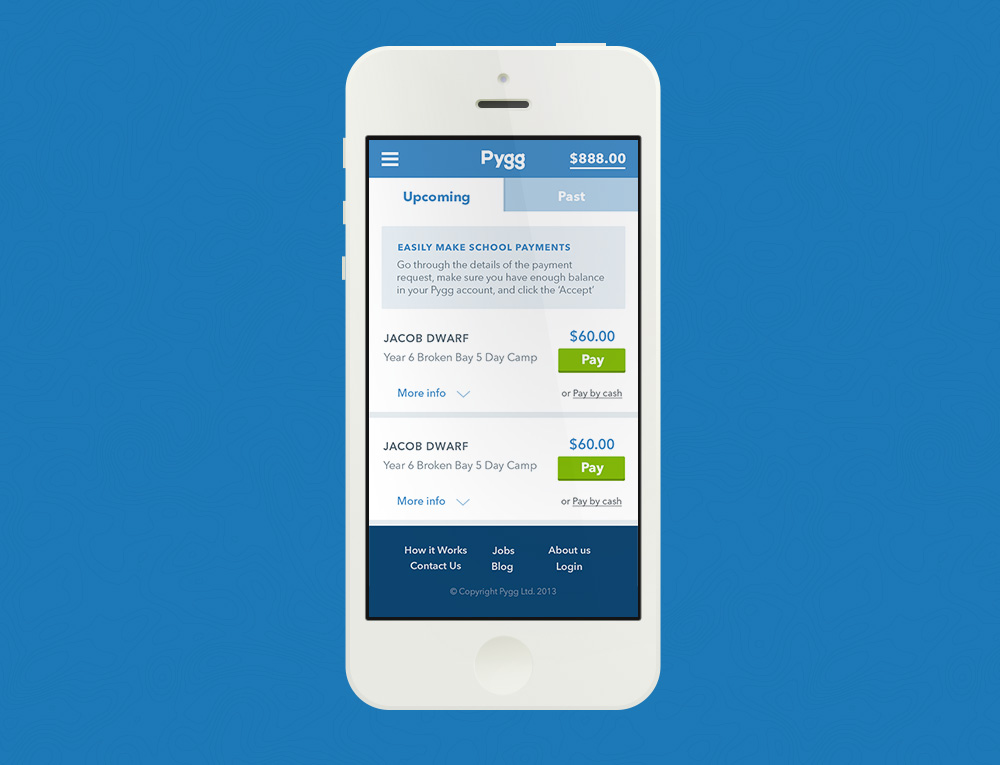 Pygg $888.00
Upcoming Past
EASILY MAKE SCHOOL PAYMENTS
Go through the details of the payment
request, make sure you have enough balance
in your Pygg account, and click the ‘Accept’
JACOB DWARF $60.00
Year 6 Broken Bay 5 Day Camp Pay
More info or Pay by cash
JACOB DWARF $60.00
Year 6 Broken Bay 5 Day Camp Pay
More info or Pay by cash
How it Works Jobs About us
Contact Us Blog Login
© Copyright Pygg Ltd. 2013